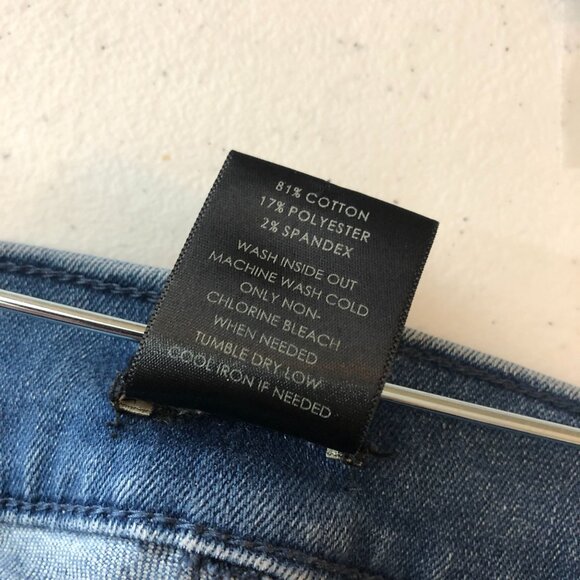 81% COTTON
17% POLYESTER
2% SPANDEX
WASH INSIDE OUT
MACHINE WASH COLD
ONLY NON-
CHLORINE BLEACH
WHEN NEEDED
TUMBLE DRY LOW
COOL IRON IF NEEDED